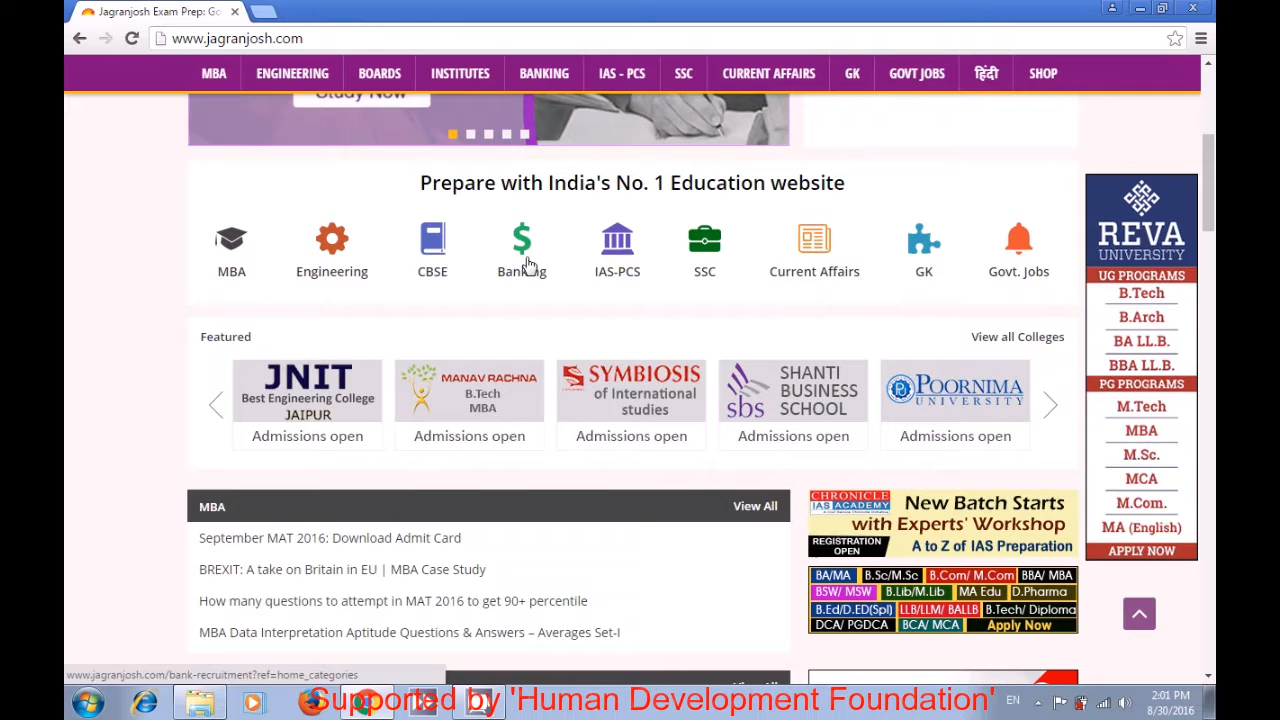 Jagranjosh Exam Prep: Go
www.jagranjosh.com
MBA ENGINEERING BOARDS INSTITUTES BANKING IAS - PCS SSC CURRENT AFFAIRS GK GOVT JOBS हिंदी SHOP
Study Now
Prepare with India's No. 1 Education website
MBA Engineering CBSE Banking IAS-PCS SSC Current Affairs GK Govt. Jobs
Featured View all Colleges
JNIT
Best Engineering College
JAIPUR
Admissions open
MANAV RACHNA
B.Tech
MBA
Admissions open
SYMBIOSIS
of International
studies
Admissions open
sbs
SHANTI
BUSINESS
SCHOOL
Admissions open
POORNIMA
UNIVERSITY
Admissions open
MBA View All
September MAT 2016: Download Admit Card
BREXIT: A take on Britain in EU | MBA Case Study
How many questions to attempt in MAT 2016 to get 90+ percentile
MBA Data Interpretation Aptitude Questions & Answers – Averages Set-I
CHRONICLE
IAS ACADEMY
REGISTRATION
OPEN
New Batch Starts
with Experts' Workshop
A to Z of IAS Preparation
BA/MA B.Sc/M.Sc B.Com/ M.Com BBA/ MBA
BSW/ MSW B.Lib/M.Lib MA Edu D.Pharma
B.Ed/D.ED(Spl) LLB/LLM/ BALLB B.Tech/ Diploma
DCA/ PGDCA BCA/ MCA Apply Now
REVA
UNIVERSITY
UG PROGRAMS
B.Tech
B.Arch
BA LL.B.
BBA LL.B.
PG PROGRAMS
M.Tech
MBA
M.Sc.
MCA
M.Com.
MA (English)
APPLY NOW
www.jagranjosh.com/bank-recruitment?ref=home_categories
Supported by 'Human Development Foundation'
EN
2:01 PM
8/30/2016